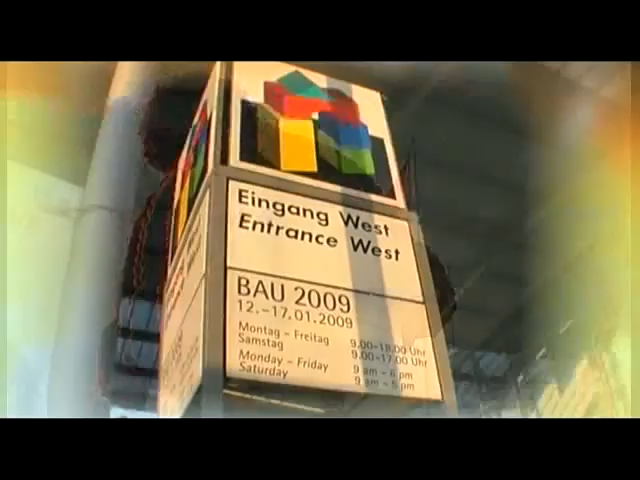 Eingang West
Entrance West
BAU 2009
12.-17.01.2009
Montag - Freitag 9.00-18.00 Uhr
Samstag 9.00-17.00 Uhr
Monday - Friday 9 am - 6 pm
Saturday 9 am - 5 pm